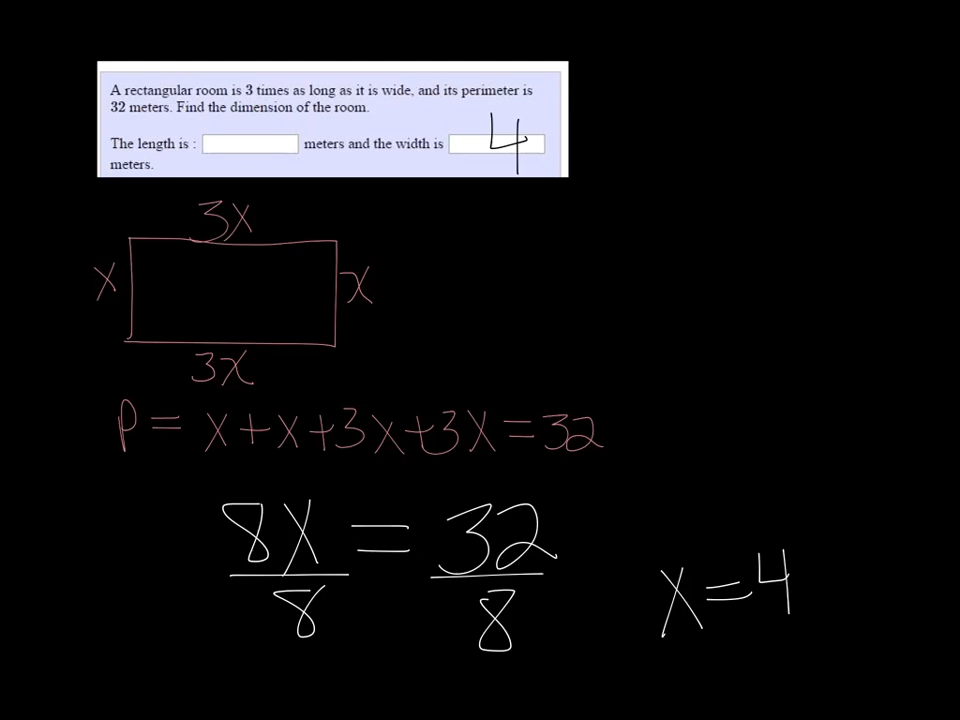 A rectangular room is 3 times as long as it is wide, and its perimeter is
32 meters. Find the dimension of the room.
The length is : meters and the width is 4
meters.
3x
x x
3x
P = x + x + 3x + 3x = 32
8x = 32
8 8
x = 4